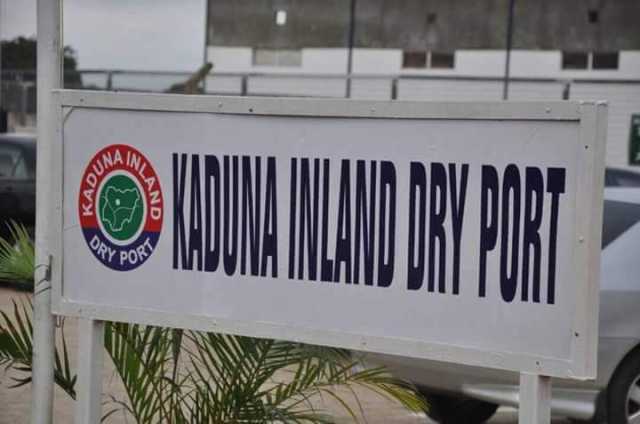 KADUNA INLAND
DRY PORT
KADUNA INLAND DRY PORT